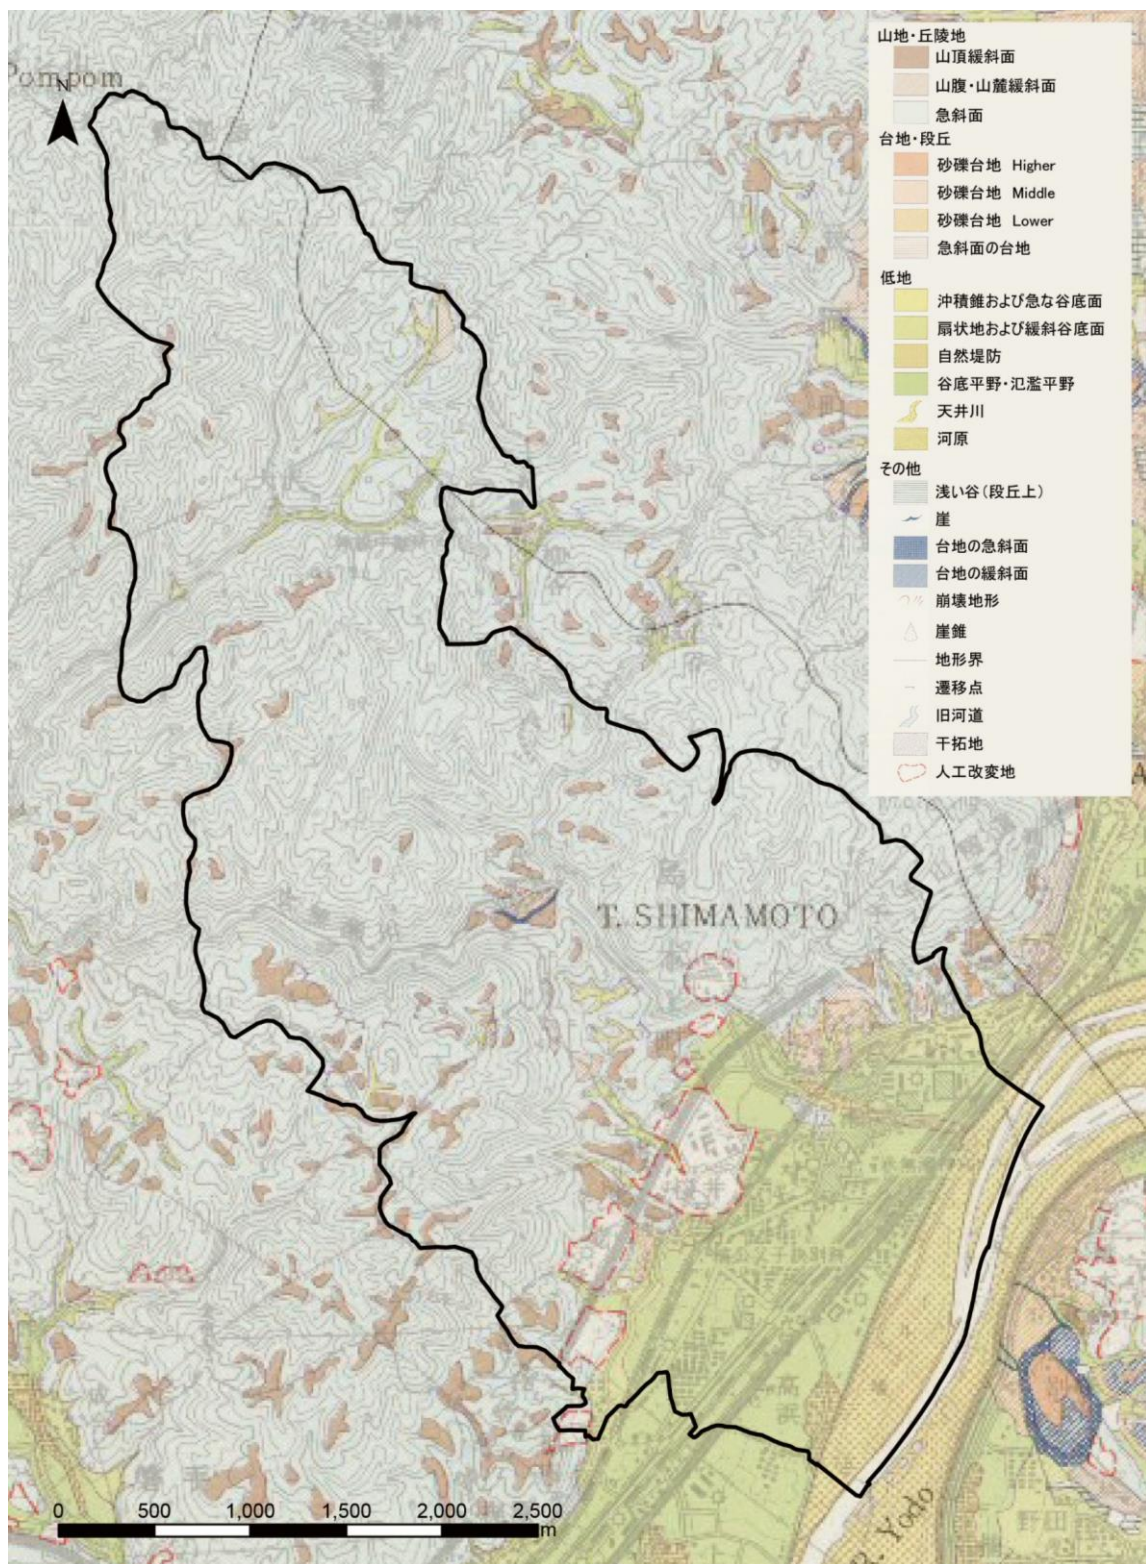 Pompom
N
山地・丘陵地
山頂緩斜面
山腹・山麓緩斜面
急斜面
台地・段丘
砂礫台地 Higher
砂礫台地 Middle
砂礫台地 Lower
急斜面の台地
低地
沖積錐および急な谷底面
扇状地および緩斜谷底面
自然堤防
谷底平野・氾濫平野
天井川
河原
その他
浅い谷(段丘上)
崖
台地の急斜面
台地の緩斜面
崩壊地形
崖錐
地形界
遷移点
旧河道
干拓地
人工改変地
T. SHIMAMOTO
高浜
R. Yodo
野田
0 500 1,000 1,500 2,000 2,500
m